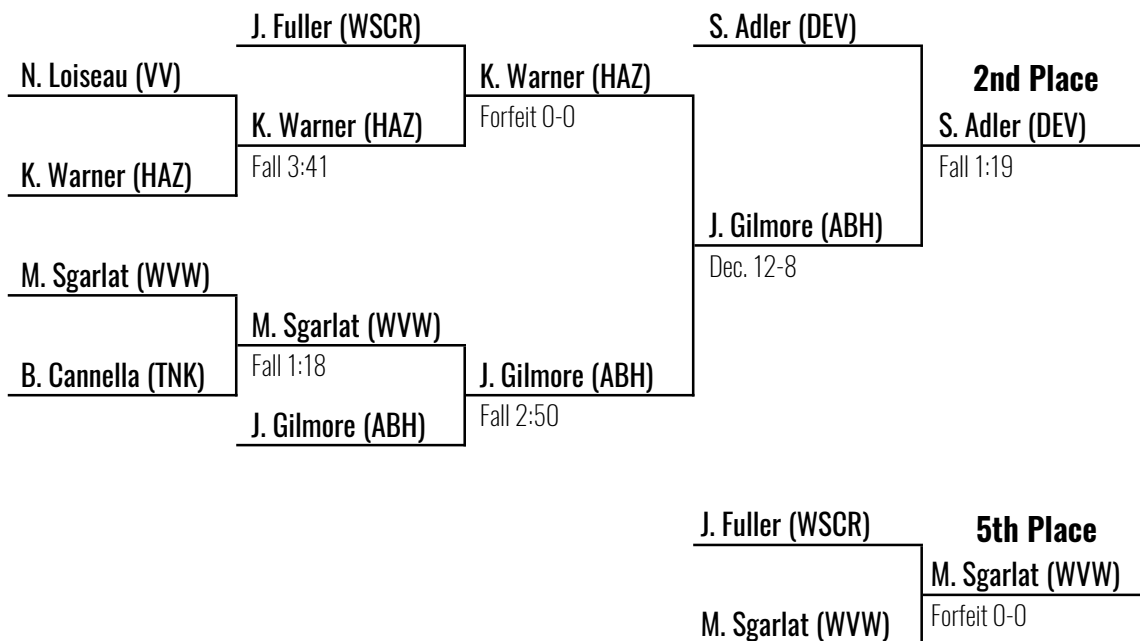 J. Fuller (WSCR)
S. Adler (DEV)
N. Loiseau (VV)
K. Warner (HAZ)
2nd Place
Forfeit 0-0
K. Warner (HAZ)
S. Adler (DEV)
Fall 3:41
Fall 1:19
K. Warner (HAZ)
J. Gilmore (ABH)
Dec. 12-8
M. Sgarlat (WVW)
M. Sgarlat (WVW)
Fall 1:18
B. Cannella (TNK)
J. Gilmore (ABH)
Fall 2:50
J. Gilmore (ABH)
J. Fuller (WSCR)
5th Place
M. Sgarlat (WVW)
Forfeit 0-0
M. Sgarlat (WVW)